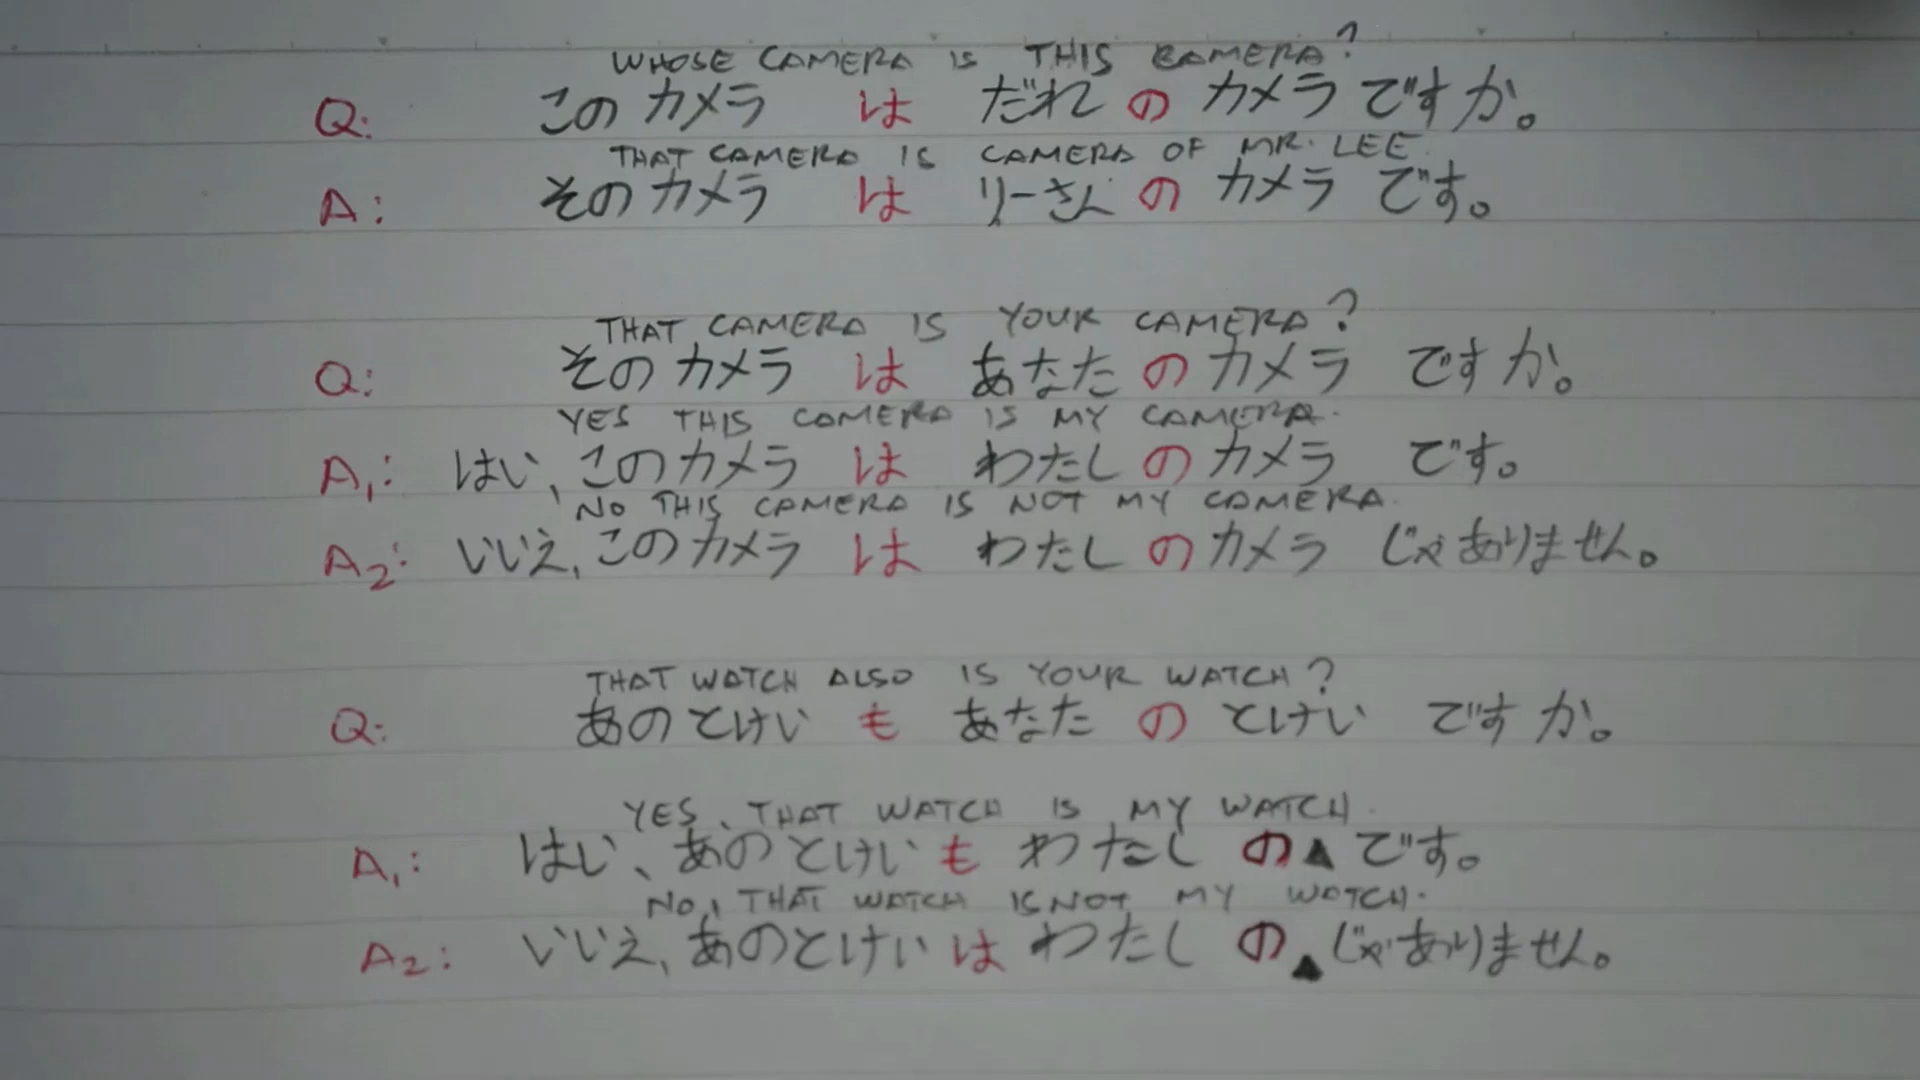 WHOSE CAMERA IS THIS CAMERA?
Q: このカメラ は だれ の カメラ ですか。
THAT CAMERA IS CAMERA OF MR. LEE.
A: そのカメラ は りーさん の カメラ です。
THAT CAMERA IS YOUR CAMERA?
Q: そのカメラ は あなた の カメラ ですか。
YES THIS CAMERA IS MY CAMERA.
A1: はい、このカメラ は わたし の カメラ です。
NO THIS CAMERA IS NOT MY CAMERA.
A2: いいえ、このカメラ は わたし の カメラ じゃありません。
THAT WATCH ALSO IS YOUR WATCH?
Q: あのとけい も あなた の とけい ですか。
YES, THAT WATCH IS MY WATCH.
A1: はい、あのとけい も わたし の▲です。
NO, THAT WATCH IS NOT MY WATCH.
A2: いいえ、あのとけい は わたし の▲じゃありません。